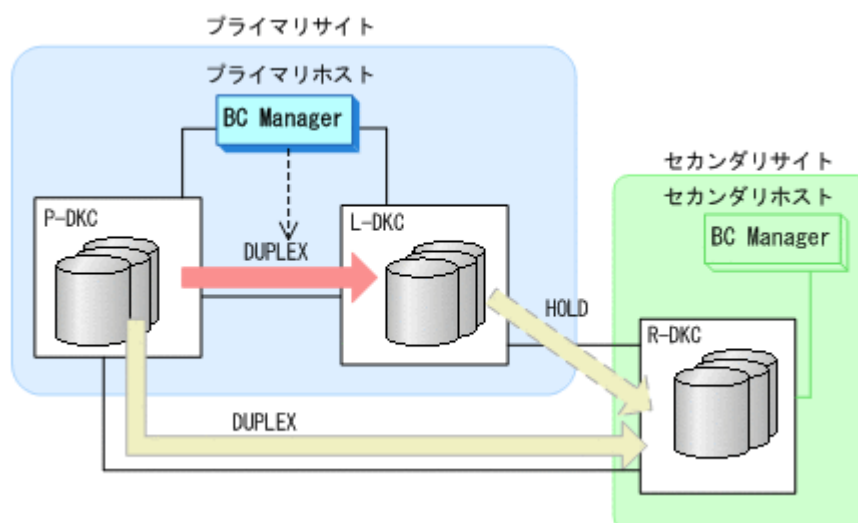 プライマリサイト
プライマリホスト
BC Manager
セカンダリサイト
セカンダリホスト
P-DKC
L-DKC
BC Manager
DUPLEX
HOLD
R-DKC
DUPLEX